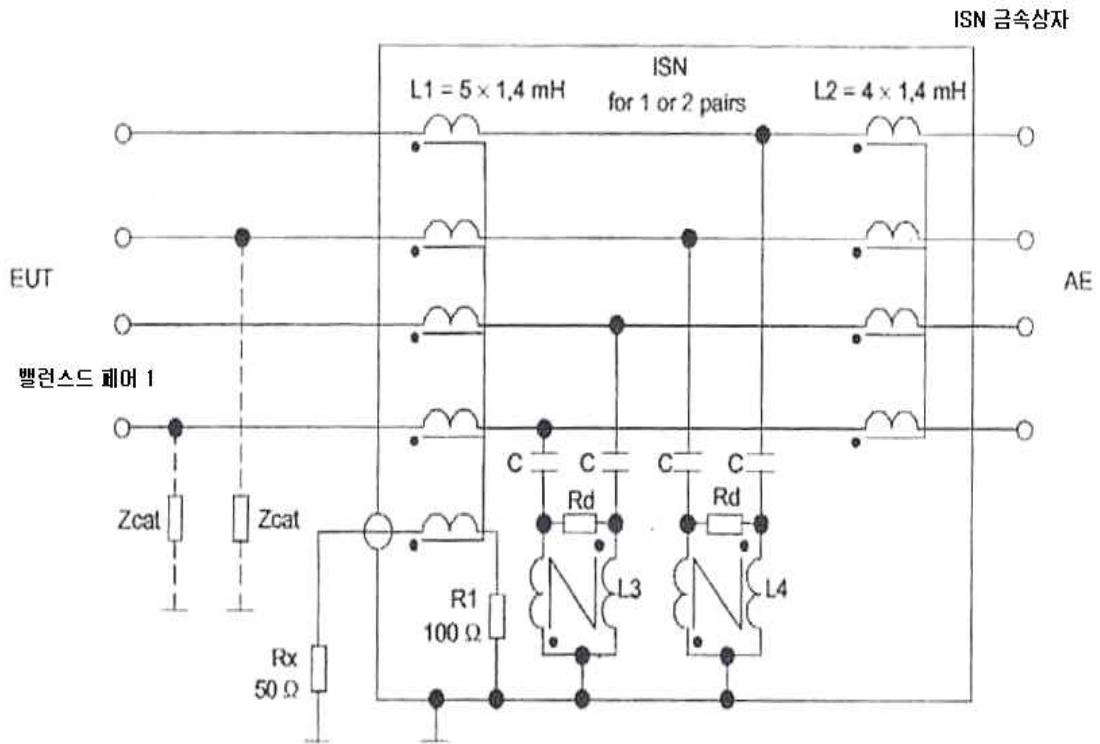 ISN 금속상자
ISN
for 1 or 2 pairs
L1 = 5 × 1,4 mH
L2 = 4 × 1,4 mH
EUT
AE
밸런스드 페어 1
C
C
C
C
Rd
Rd
Zcat
Zcat
L3
L4
R1
100 Ω
Rx
50 Ω